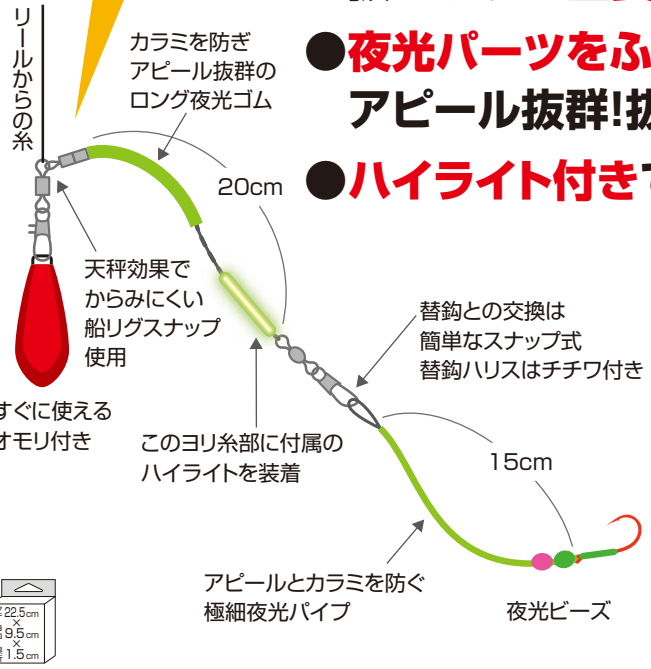 リールからの糸
カラミを防ぎ
アピール抜群の
ロング夜光ゴム
●夜光パーツをふ
アピール抜群!抜
●ハイライト付きで
20cm
天秤効果で
からみにくい
船リグスナップ
使用
替鈎との交換は
簡単なスナップ式
替鈎ハリスはチチワ付き
すぐに使える
オモリ付き
このヨリ糸部に付属の
ハイライトを装着
15cm
アピールとカラミを防ぐ
極細夜光パイプ
夜光ビーズ
22.5cm
×
9.5cm
×
1.5cm